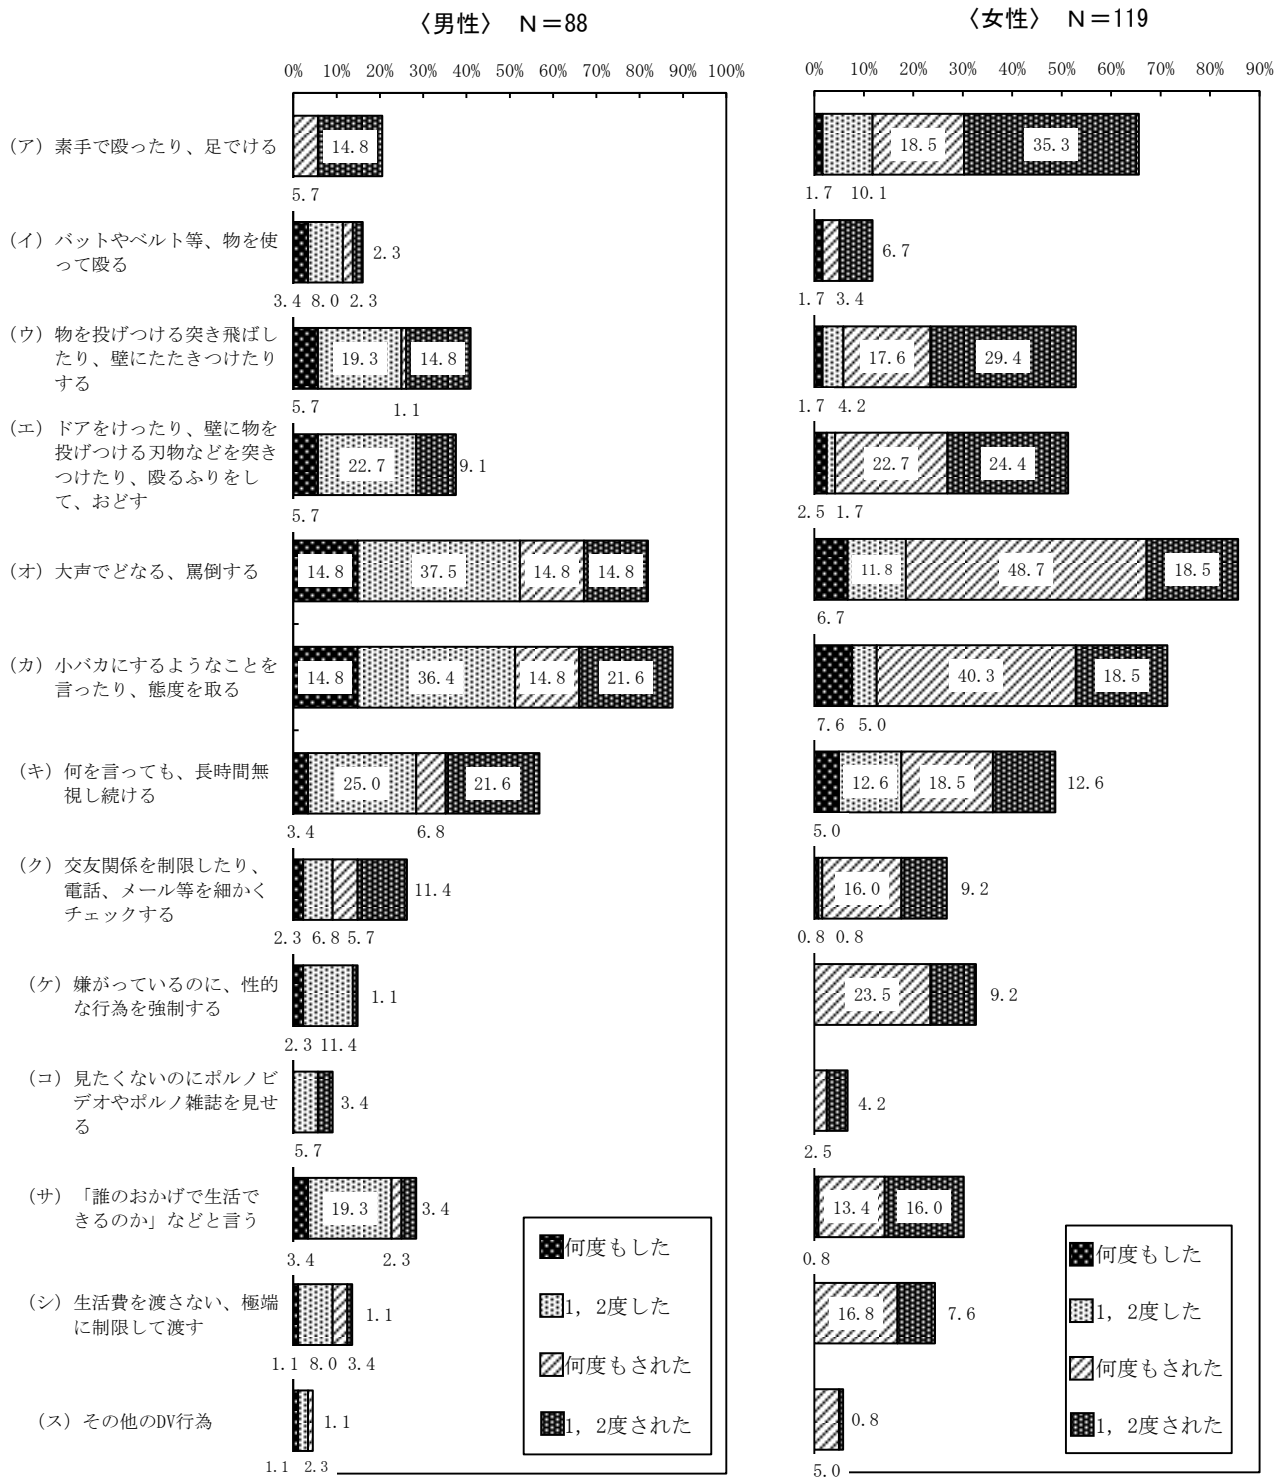 〈男性〉 N＝88
0% 10% 20% 30% 40% 50% 60% 70% 80% 90% 100%
〈女性〉 N＝119
0% 10% 20% 30% 40% 50% 60% 70% 80% 90%
(ア) 素手で殴ったり、足でける
14.8
5.7
18.5 35.3
1.7 10.1
(イ) バットやベルト等、物を使
って殴る
2.3
3.4 8.0 2.3
6.7
1.7 3.4
(ウ) 物を投げつける突き飛ばし
たり、壁にたたきつけたり
する
19.3 14.8
5.7 1.1
17.6 29.4
1.7 4.2
(エ) ドアをけったり、壁に物を
投げつける刃物などを突き
つけたり、殴るふりをし
て、おどす
22.7 9.1
5.7
22.7 24.4
2.5 1.7
(オ) 大声でどなる、罵倒する
14.8 37.5 14.8 14.8
11.8 48.7 18.5
6.7
(カ) 小バカにするようなことを
言ったり、態度を取る
14.8 36.4 14.8 21.6
40.3 18.5
7.6 5.0
(キ) 何を言っても、長時間無
視し続ける
25.0 21.6
3.4 6.8
12.6 18.5 12.6
5.0
(ク) 交友関係を制限したり、
電話、メール等を細かく
チェックする
11.4
2.3 6.8 5.7
16.0 9.2
0.8 0.8
(ケ) 嫌がっているのに、性的
な行為を強制する
1.1
2.3 11.4
23.5 9.2
(コ) 見たくないのにポルノビ
デオやポルノ雑誌を見せ
る
3.4
5.7
4.2
2.5
(サ) 「誰のおかげで生活で
きるのか」などと言う
19.3 3.4
3.4 2.3
13.4 16.0
0.8
(シ) 生活費を渡さない、極端
に制限して渡す
1.1
1.1 8.0 3.4
16.8 7.6
(ス) その他のDV行為
1.1
1.1 2.3
0.8
5.0
何度もした
1，2度した
何度もされた
1，2度された
何度もした
1，2度した
何度もされた
1，2度された